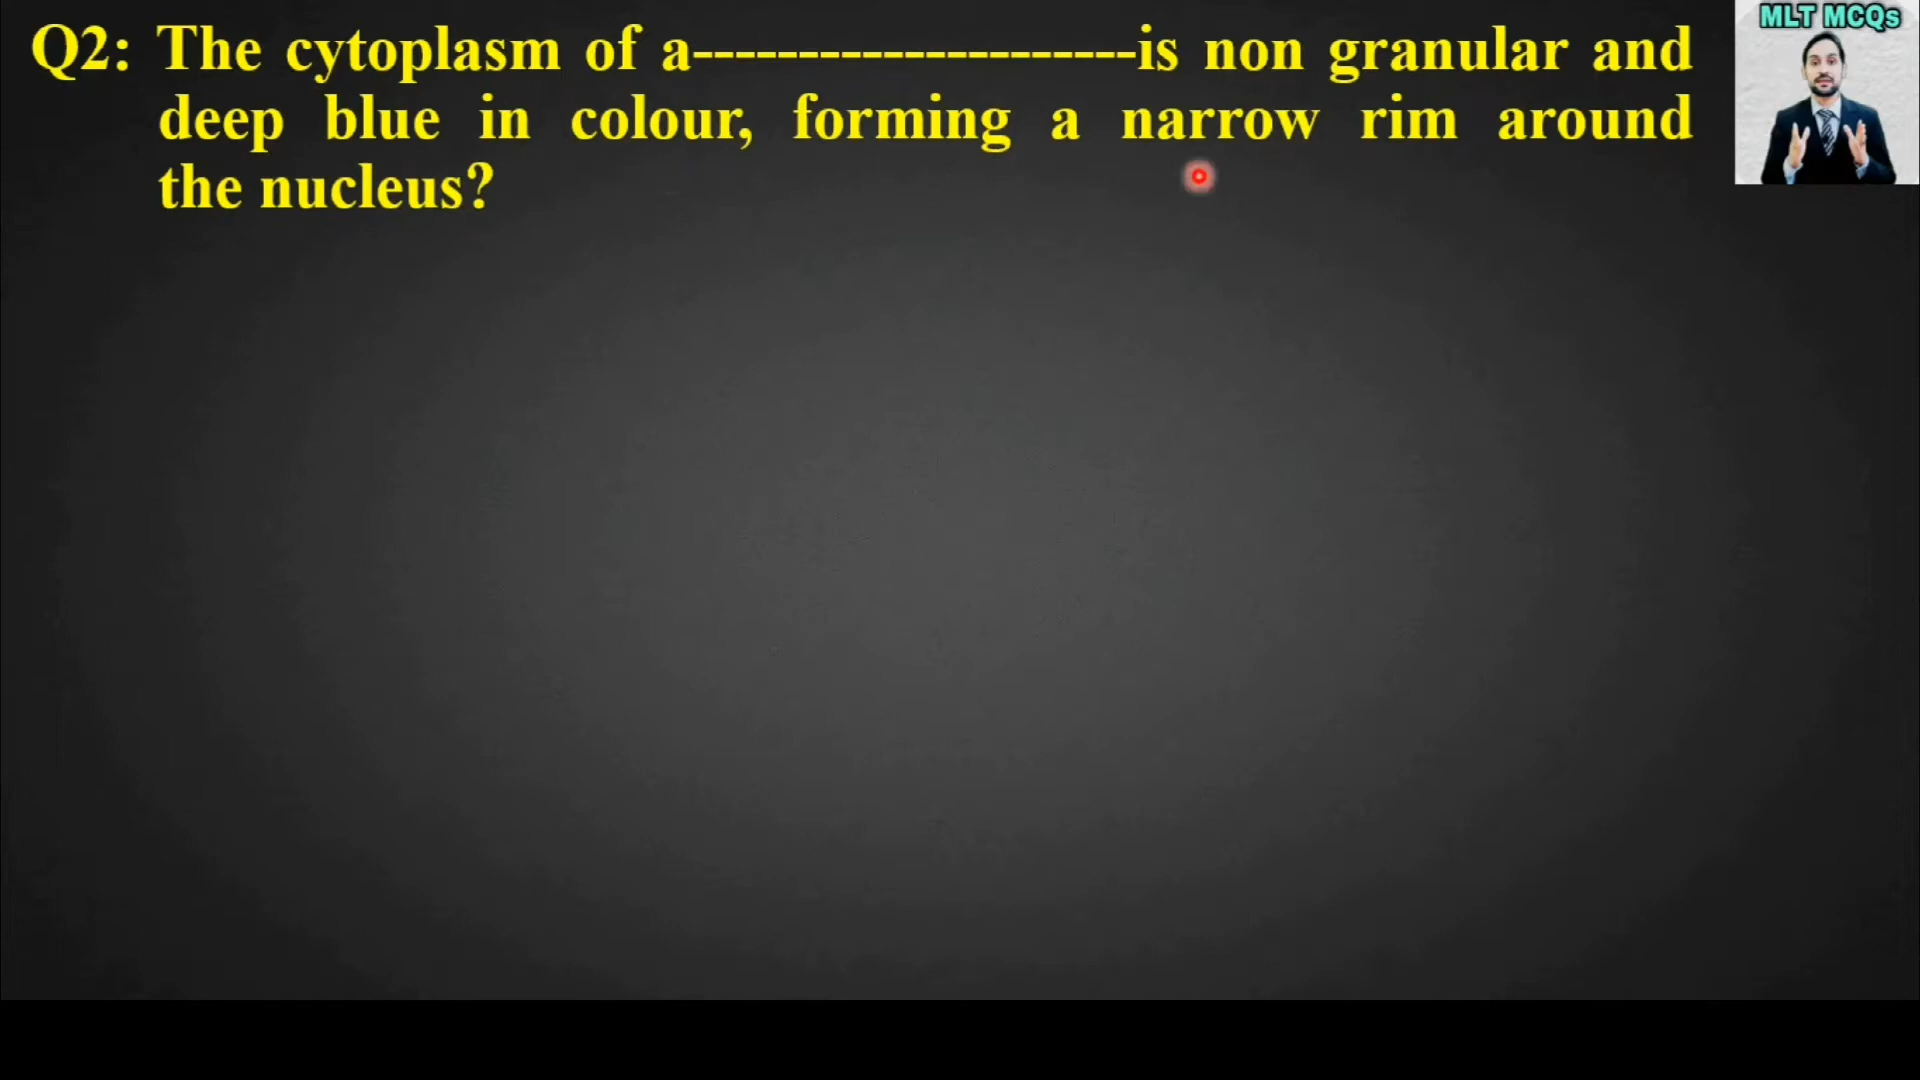 MLT MCQs
Q2: The cytoplasm of a---------------------is non granular and
deep blue in colour, forming a narrow rim around
the nucleus?